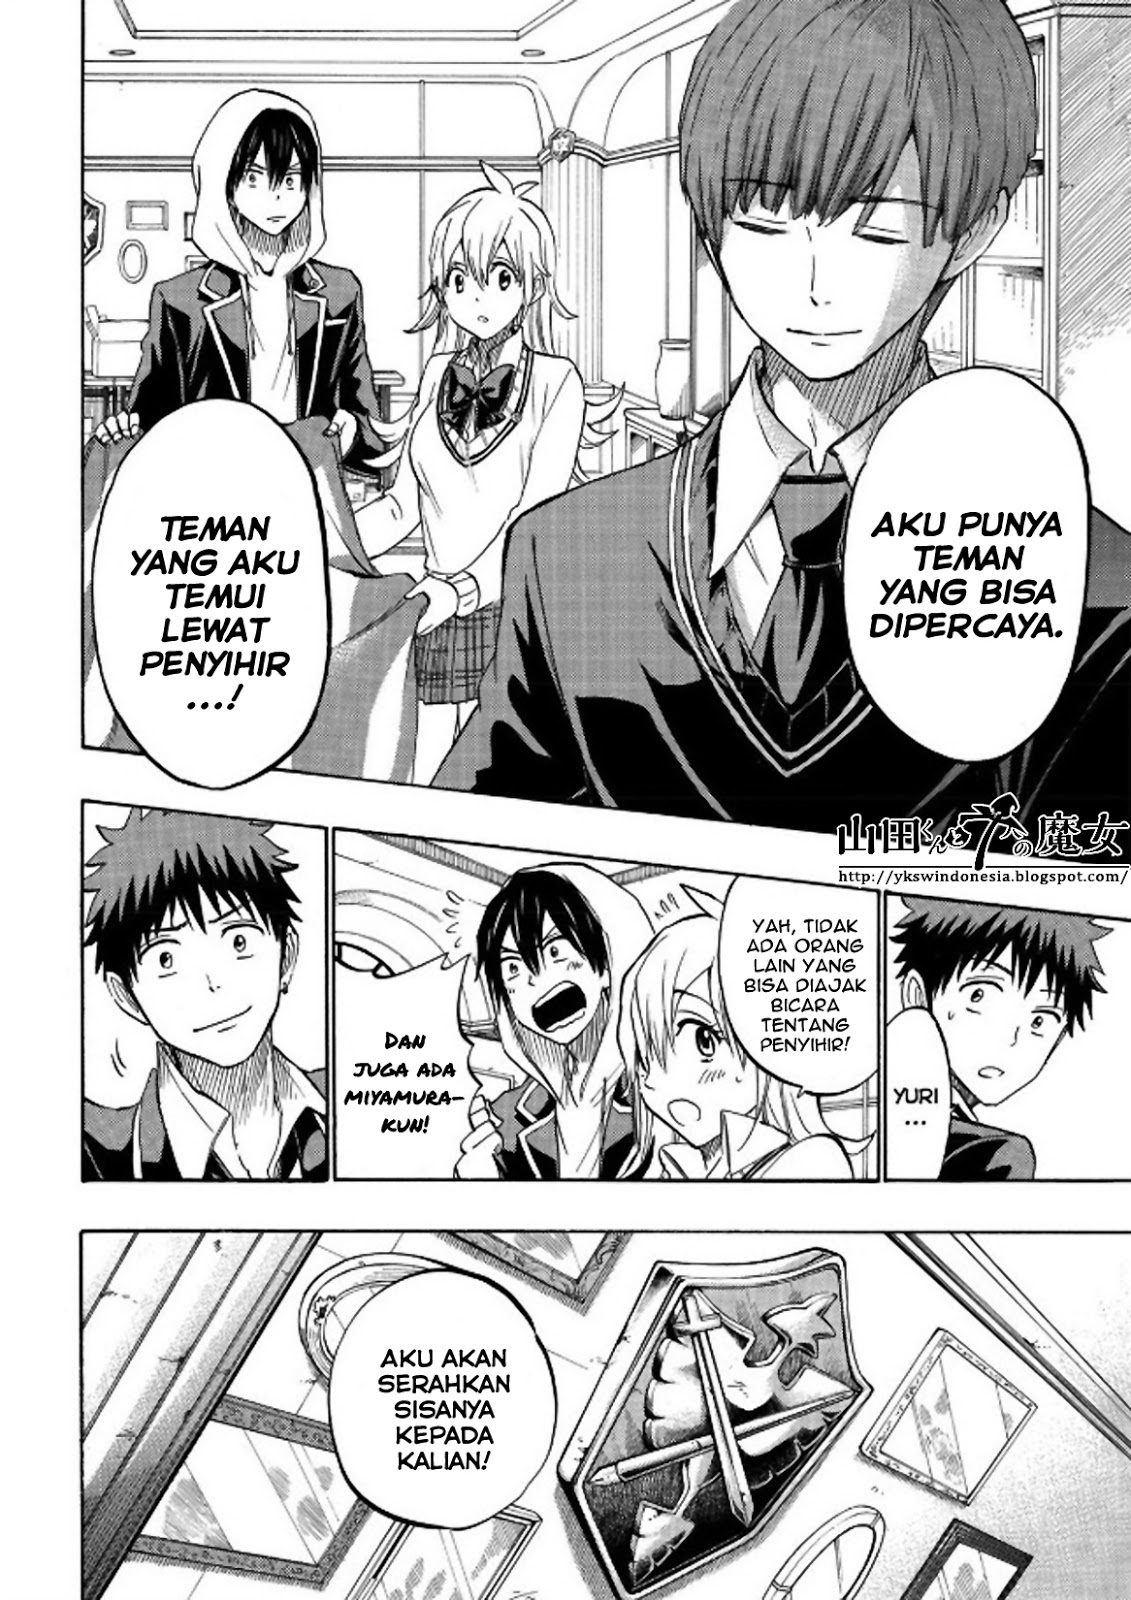 AKU PUNYA
TEMAN
YANG BISA
DIPERCAYA.
TEMAN
YANG AKU
TEMUI
LEWAT
PENYIHIR
...!
山田くんと7人の魔女
http://ykswindonesia.blogspot.com/
YURI
...
YAH, TIDAK
ADA ORANG
LAIN YANG
BISA DIAJAK
BICARA
TENTANG
PENYIHIR!
DAN
JUGA ADA
MIYAMURA-
KUN!
AKU AKAN
SERAHKAN
SISANYA
KEPADA
KALIAN!